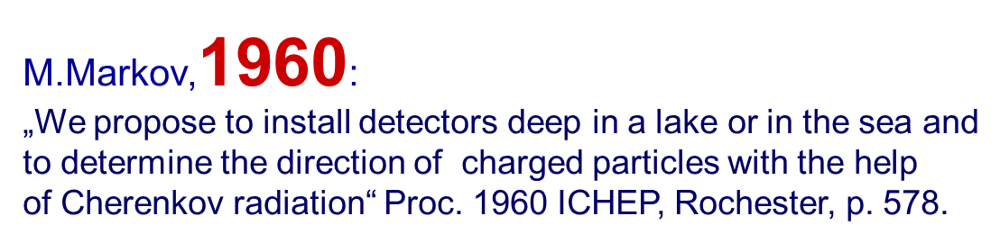 M.Markov, 1960:
„We propose to install detectors deep in a lake or in the sea and
to determine the direction of charged particles with the help
of Cherenkov radiation“ Proc. 1960 ICHEP, Rochester, p. 578.